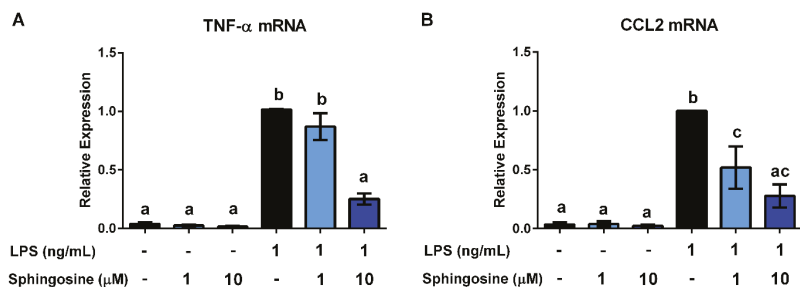 A TNF-α mRNA
Relative Expression
1.5
1.0
0.5
0.0
a a a b b a
LPS (ng/mL) - - - 1 1 1
Sphingosine (μM) - 1 10 - 1 10
B CCL2 mRNA
Relative Expression
1.5
1.0
0.5
0.0
a a a b c ac
LPS (ng/mL) - - - 1 1 1
Sphingosine (μM) - 1 10 - 1 10